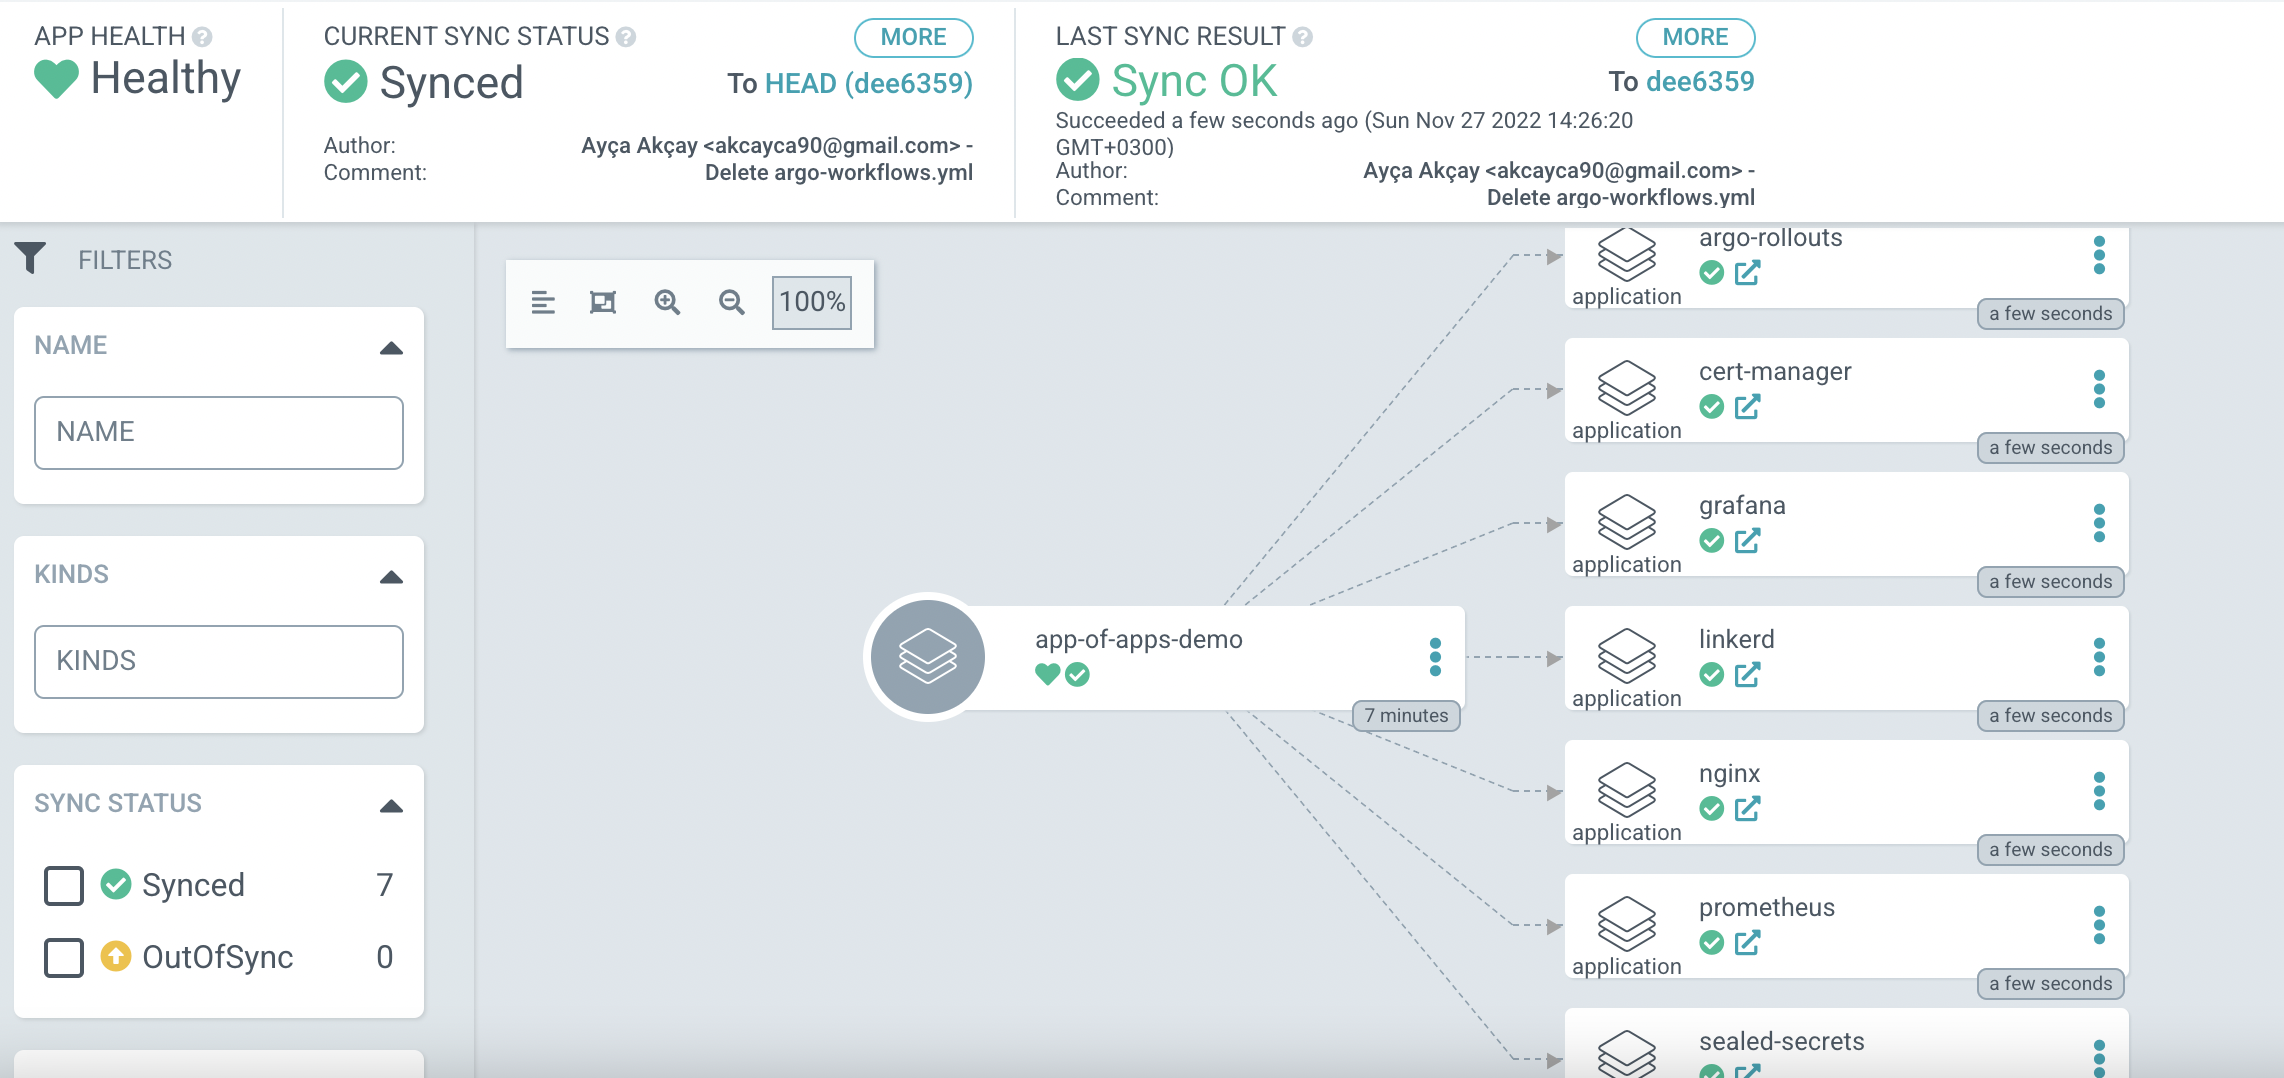 APP HEALTH ?
Healthy
CURRENT SYNC STATUS ?
MORE
Synced
To HEAD (dee6359)
Author: Ayça Akçay <akcayca90@gmail.com> -
Comment: Delete argo-workflows.yml
LAST SYNC RESULT ?
MORE
Sync OK
To dee6359
Succeeded a few seconds ago (Sun Nov 27 2022 14:26:20
GMT+0300)
Author: Ayça Akçay <akcayca90@gmail.com> -
Comment: Delete argo-workflows.yml
FILTERS
NAME
NAME
KINDS
KINDS
SYNC STATUS
Synced 7
OutOfSync 0
100%
app-of-apps-demo
7 minutes
argo-rollouts
application
a few seconds
cert-manager
application
a few seconds
grafana
application
a few seconds
linkerd
application
a few seconds
nginx
application
a few seconds
prometheus
application
a few seconds
sealed-secrets